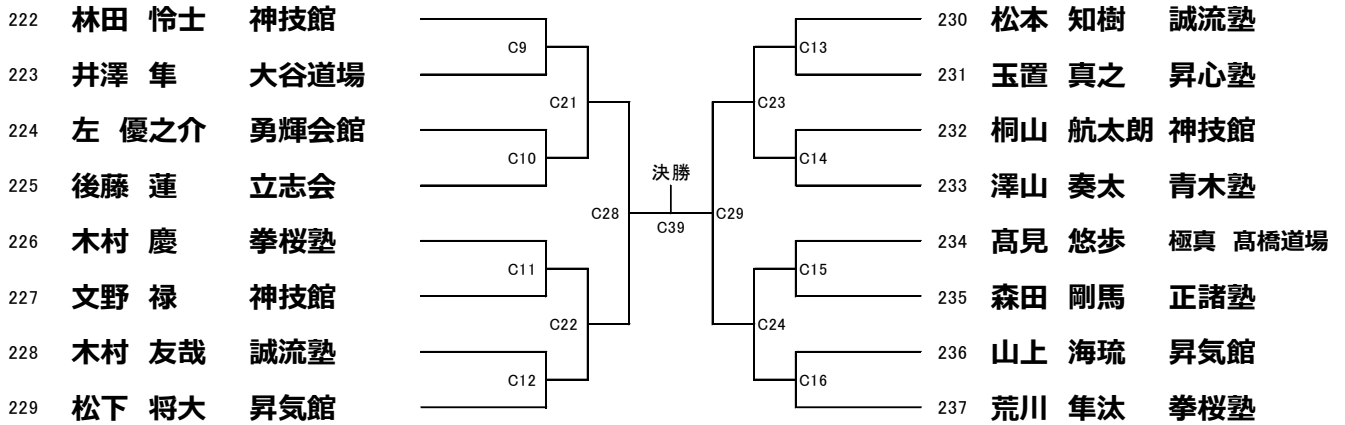 222 林田 怜士 神技館
C9
223 井澤 隼 大谷道場
C21
224 左 優之介 勇輝会館
C10
225 後藤 蓮 立志会
C28
226 木村 慶 拳桜塾
C11
227 文野 禄 神技館
C22
228 木村 友哉 誠流塾
C12
229 松下 将大 昇気館
決勝
C39
230 松本 知樹 誠流塾
C13
231 玉置 真之 昇心塾
C23
232 桐山 航太朗 神技館
C14
233 澤山 奏太 青木塾
C29
234 髙見 悠歩 極真 髙橋道場
C15
235 森田 剛馬 正諸塾
C24
236 山上 海琉 昇気館
C16
237 荒川 隼汰 拳桜塾